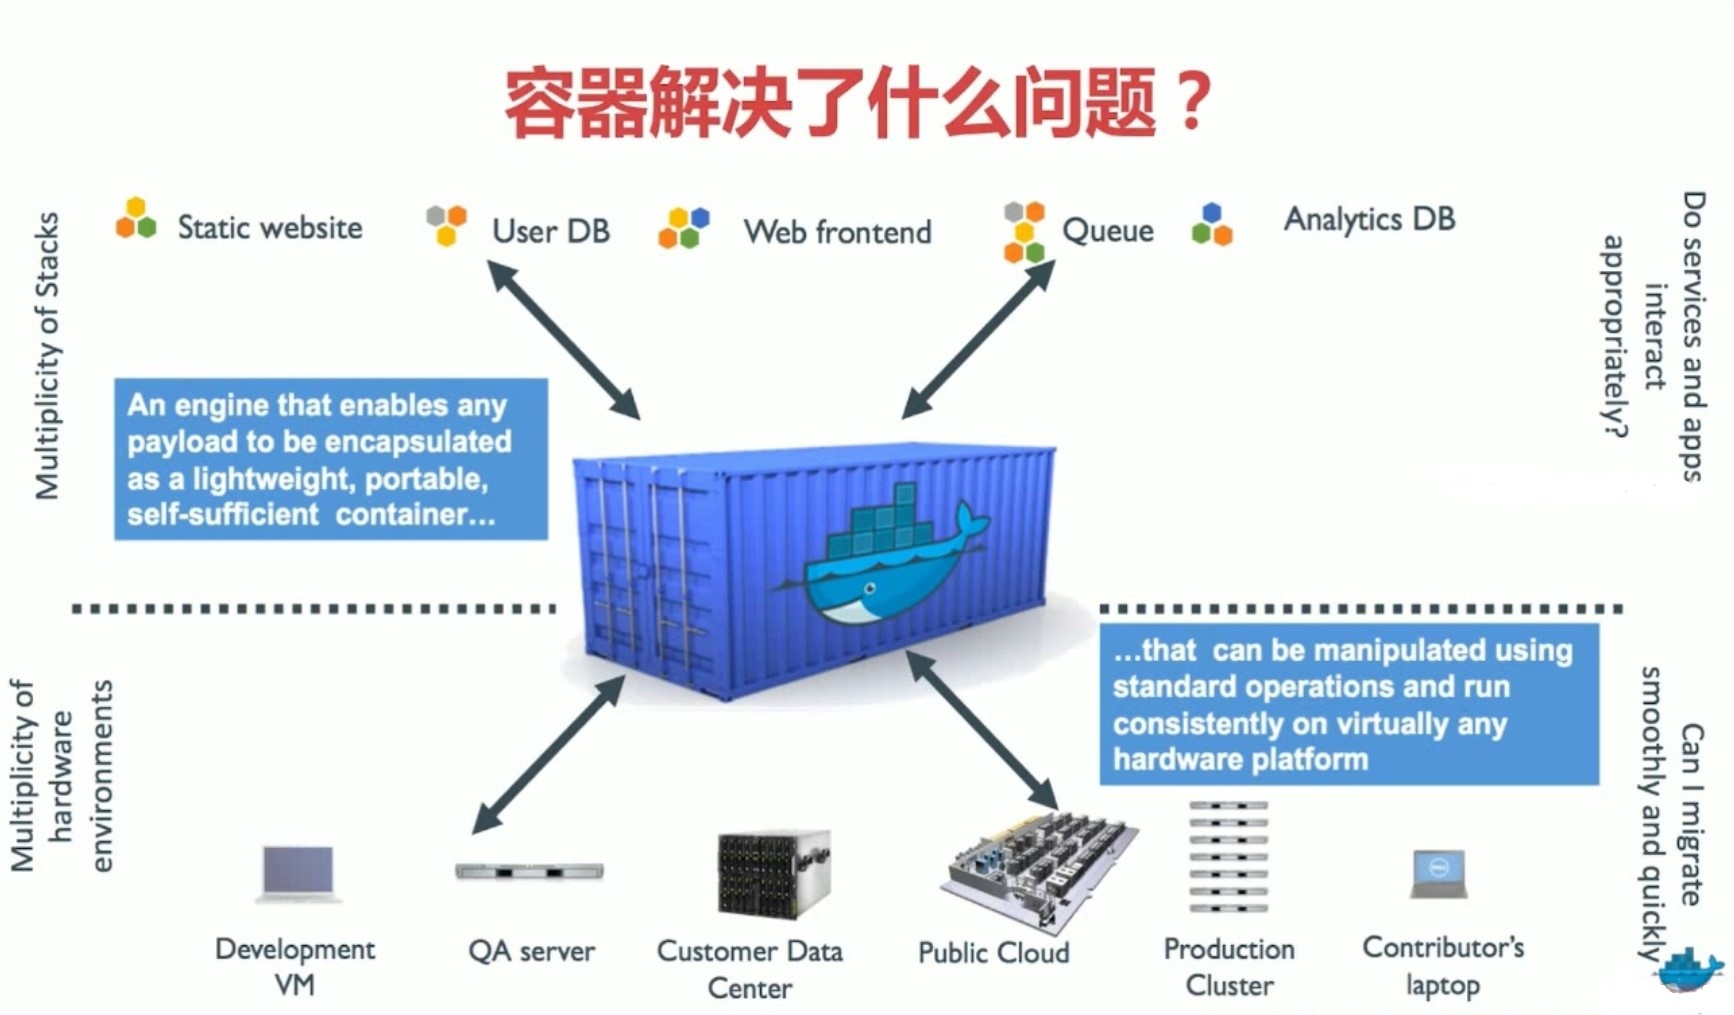 容器解决了什么问题？
Multiplicity of Stacks
Static website
User DB
Web frontend
Queue
Analytics DB
Do services and apps
interact
appropriately?
An engine that enables any
payload to be encapsulated
as a lightweight, portable,
self-sufficient container...
...that can be manipulated using
standard operations and run
consistently on virtually any
hardware platform
Multiplicity of
hardware
environments
Can I migrate
smoothly and quickly
Development
VM
QA server
Customer Data
Center
Public Cloud
Production
Cluster
DELL
Contributor's
laptop